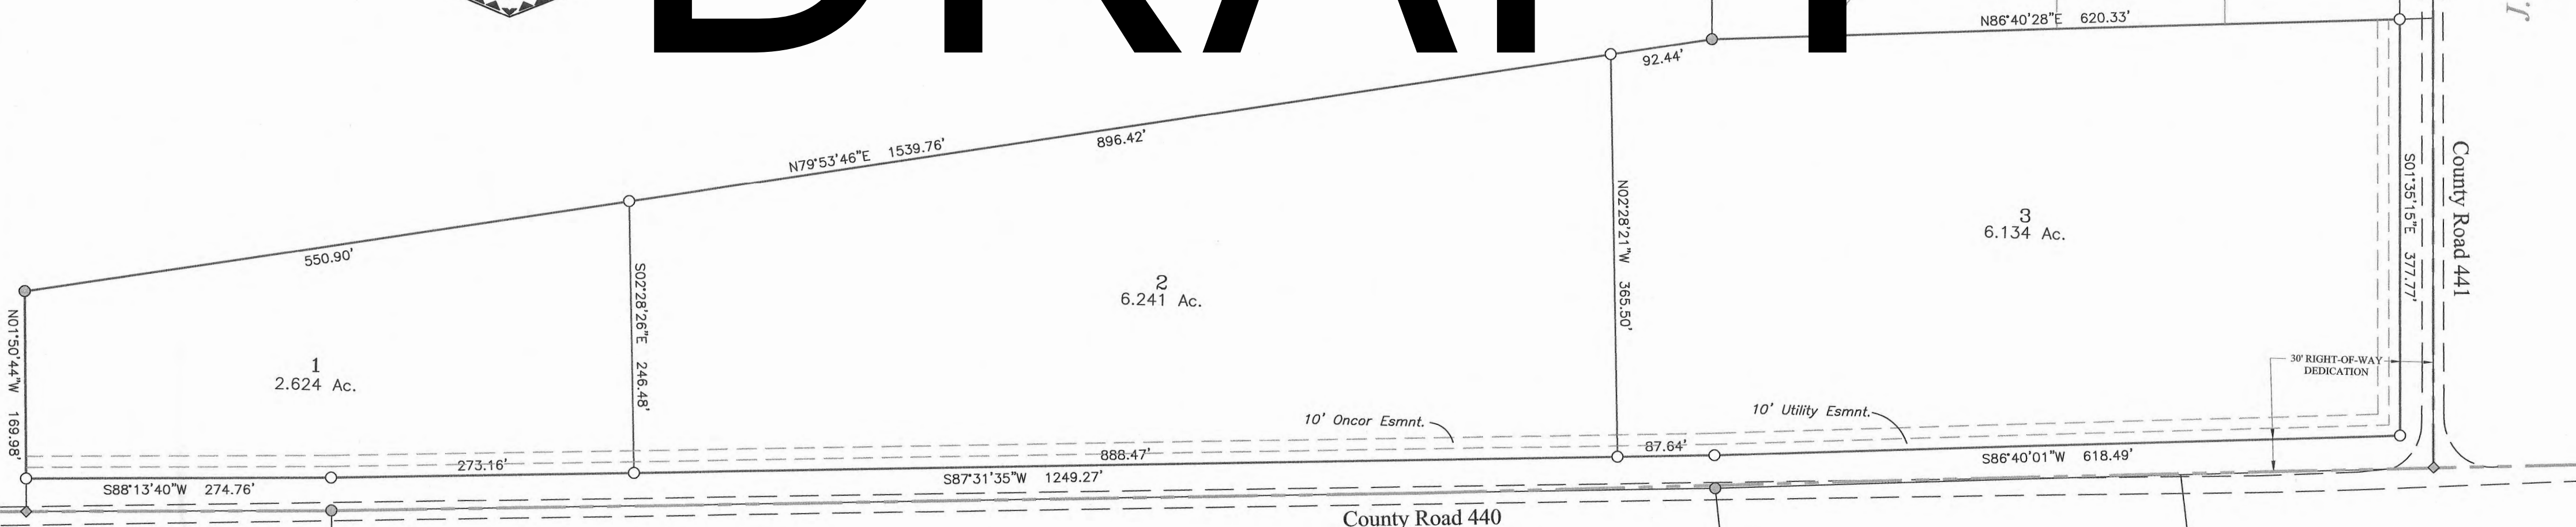 DRAFT
N86°40'28"E 620.33'
J.
92.44'
N79°53'46"E 1539.76'
896.42'
550.90'
County Road 441
S01°35'15"E 377.77'
N02°28'21"W 365.50'
3
6.134 Ac.
S02°28'26"E 246.48'
2
6.241 Ac.
N01°50'44"W 169.98'
1
2.624 Ac.
30' RIGHT-OF-WAY
DEDICATION
10' Oncor Esmnt.
10' Utility Esmnt.
273.16'
888.47'
87.64'
S88°13'40"W 274.76'
S87°31'35"W 1249.27'
S86°40'01"W 618.49'
County Road 440